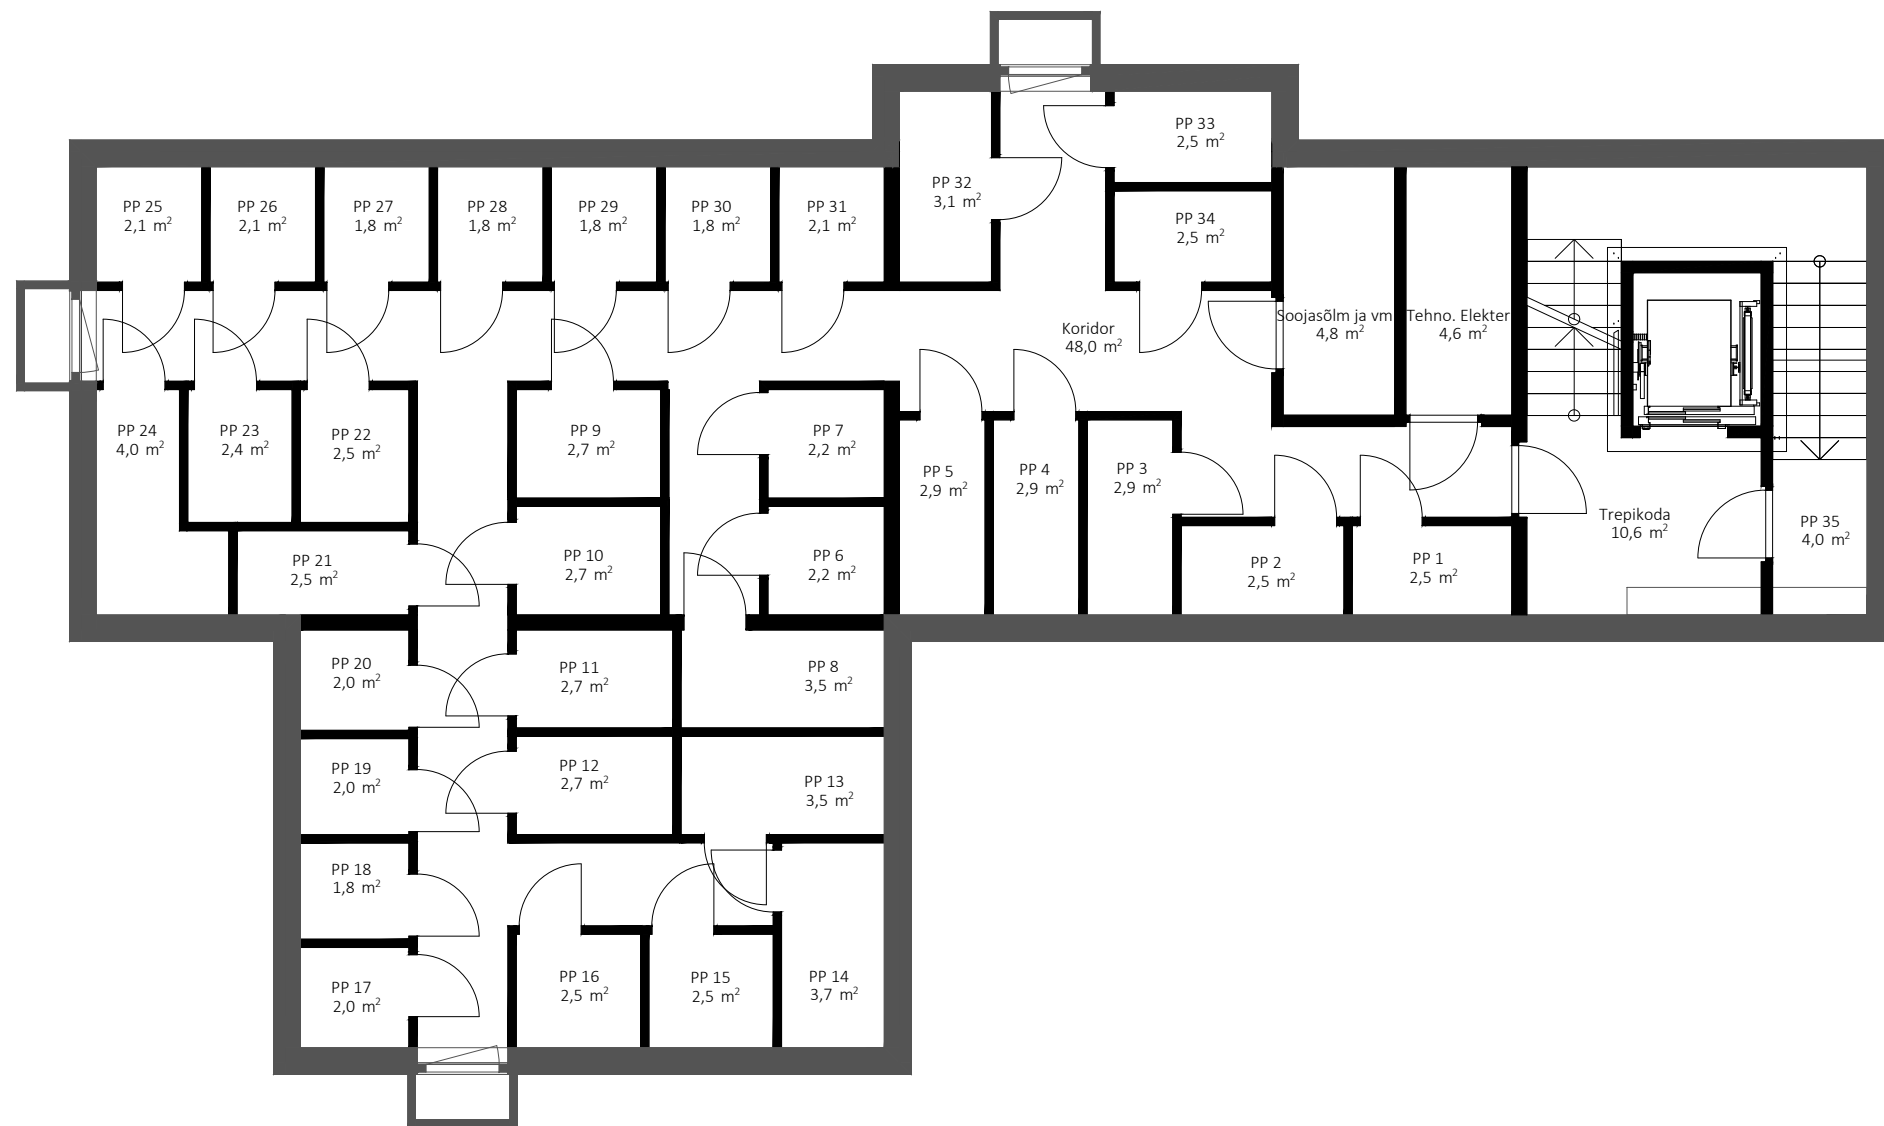 PP 33
2,5 m²
PP 32
3,1 m²
PP 25
2,1 m²
PP 26
2,1 m²
PP 27
1,8 m²
PP 28
1,8 m²
PP 29
1,8 m²
PP 30
1,8 m²
PP 31
2,1 m²
PP 34
2,5 m²
Koridor
48,0 m²
Soojasõlm ja vm
4,8 m²
Tehno. Elekter
4,6 m²
PP 24
4,0 m²
PP 23
2,4 m²
PP 22
2,5 m²
PP 9
2,7 m²
PP 7
2,2 m²
PP 5
2,9 m²
PP 4
2,9 m²
PP 3
2,9 m²
Trepikoda
10,6 m²
PP 35
4,0 m²
PP 21
2,5 m²
PP 10
2,7 m²
PP 6
2,2 m²
PP 2
2,5 m²
PP 1
2,5 m²
PP 20
2,0 m²
PP 11
2,7 m²
PP 8
3,5 m²
PP 19
2,0 m²
PP 12
2,7 m²
PP 13
3,5 m²
PP 18
1,8 m²
PP 17
2,0 m²
PP 16
2,5 m²
PP 15
2,5 m²
PP 14
3,7 m²